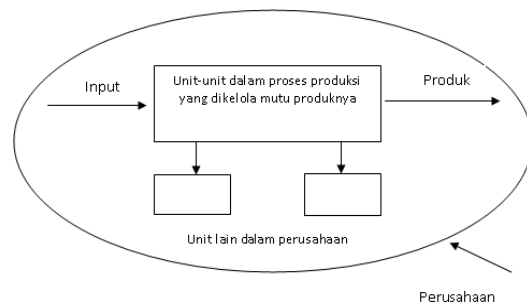 Input
Unit-unit dalam proses produksi
yang dikelola mutu produknya
Produk
Unit lain dalam perusahaan
Perusahaan